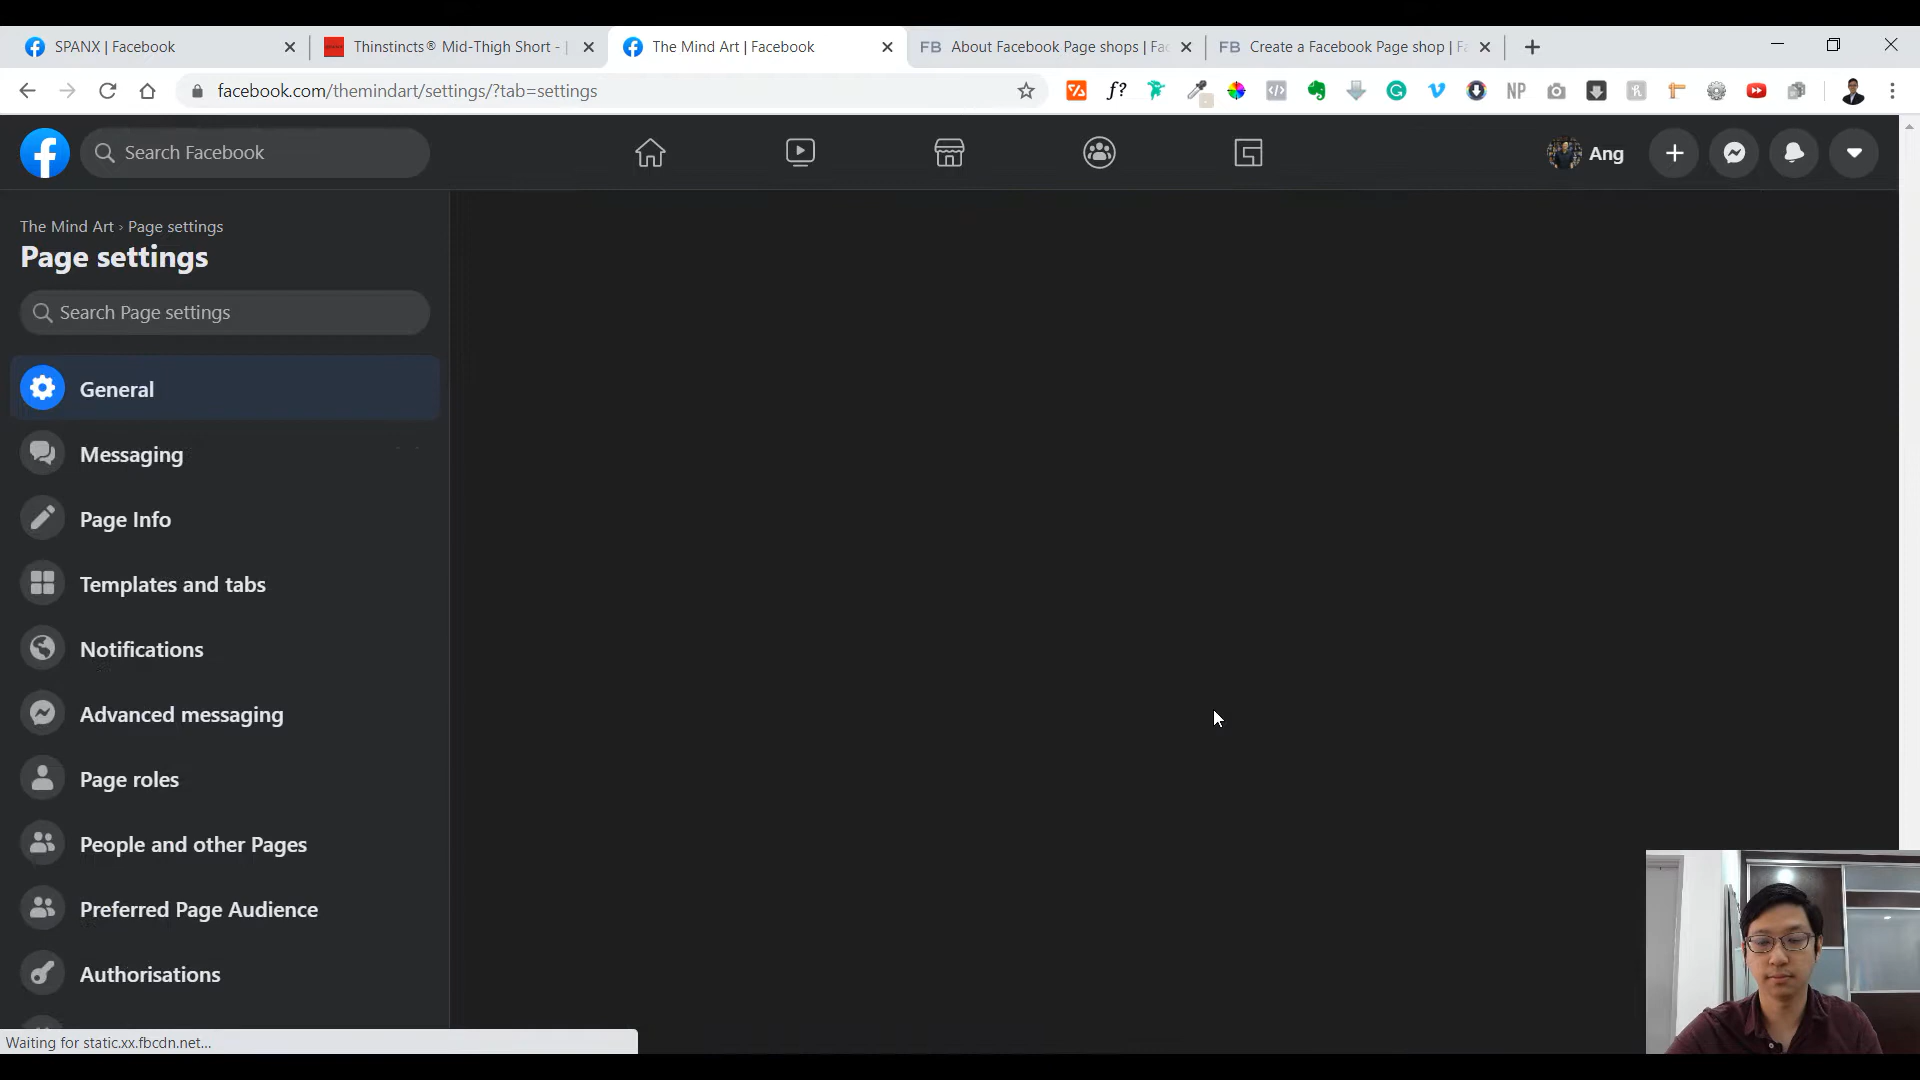 SPANX | Facebook
Thinstincts® Mid-Thigh Short - |
The Mind Art | Facebook
FB About Facebook Page shops | Fac
FB Create a Facebook Page shop | Fa
facebook.com/themindart/settings/?tab=settings
f?
NP
Search Facebook
Ang
The Mind Art › Page settings
Page settings
Search Page settings
General
Messaging
Page Info
Templates and tabs
Notifications
Advanced messaging
Page roles
People and other Pages
Preferred Page Audience
Authorisations
Waiting for static.xx.fbcdn.net...